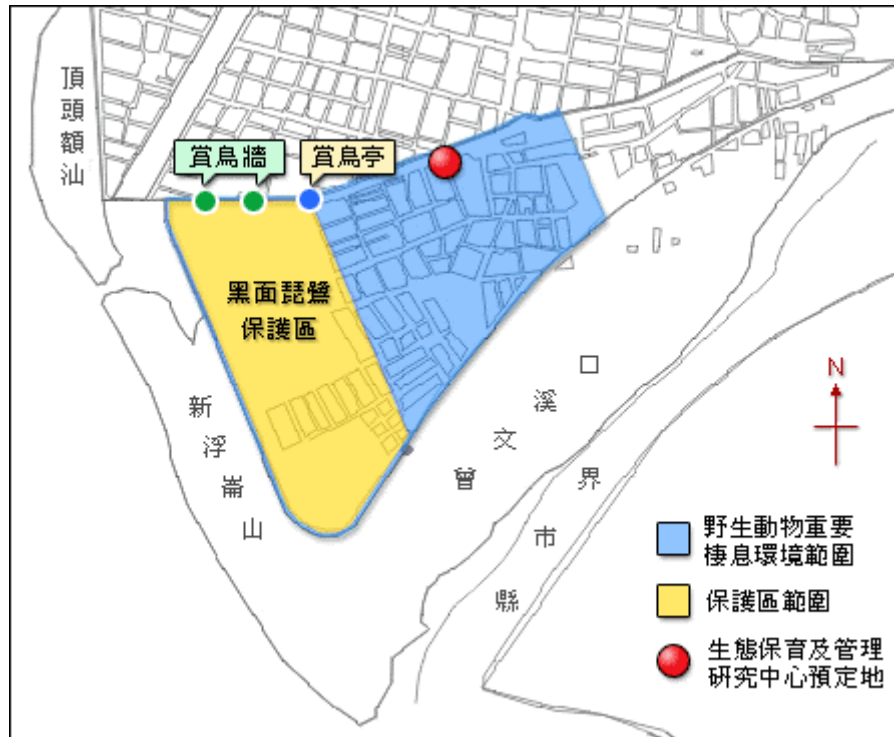 頂頭額汕
賞鳥牆
賞鳥亭
黑面琵鷺
保護區
新浮崙山
曾文溪口
縣市界
N
野生動物重要
棲息環境範圍
保護區範圍
生態保育及管理
研究中心預定地